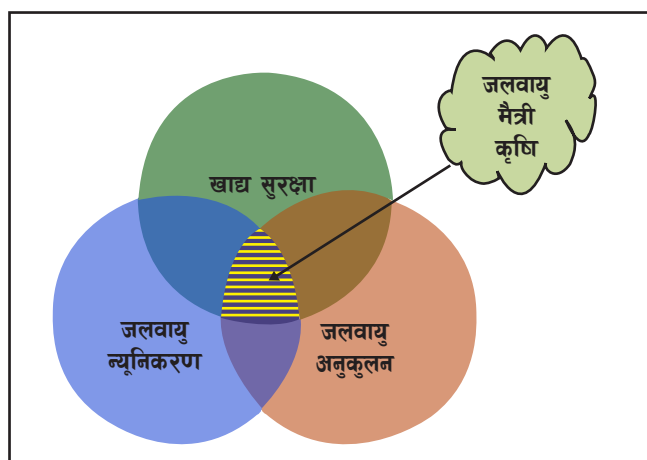 जलवायु
मैत्री
कृषि
खाद्य सुरक्षा
जलवायु
न्यूनिकरण
जलवायु
अनुकुलन